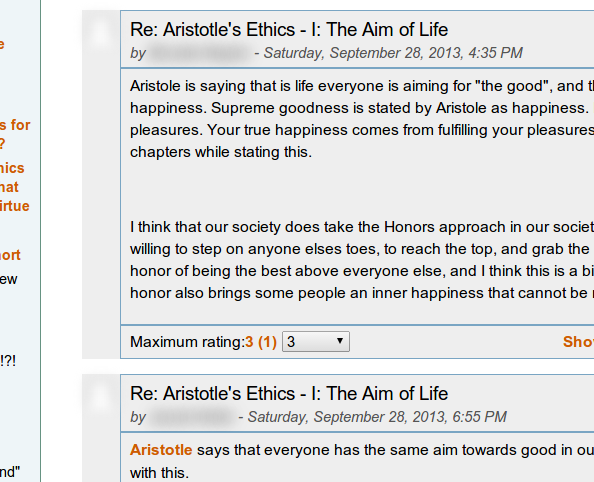 e
s for
?
nics
hat
irtue
ort
ew
!?!
nd"
Re: Aristotle's Ethics - I: The Aim of Life
by - Saturday, September 28, 2013, 4:35 PM
Aristole is saying that is life everyone is aiming for "the good", and t
happiness. Supreme goodness is stated by Aristole as happiness.
pleasures. Your true happiness comes from fulfilling your pleasures
chapters while stating this.
I think that our society does take the Honors approach in our societ
willing to step on anyone elses toes, to reach the top, and grab the
honor of being the best above everyone else, and I think this is a bi
honor also brings some people an inner happiness that cannot be
Maximum rating:3 (1) 3 Sho
Re: Aristotle's Ethics - I: The Aim of Life
by - Saturday, September 28, 2013, 6:55 PM
Aristotle says that everyone has the same aim towards good in ou
with this.